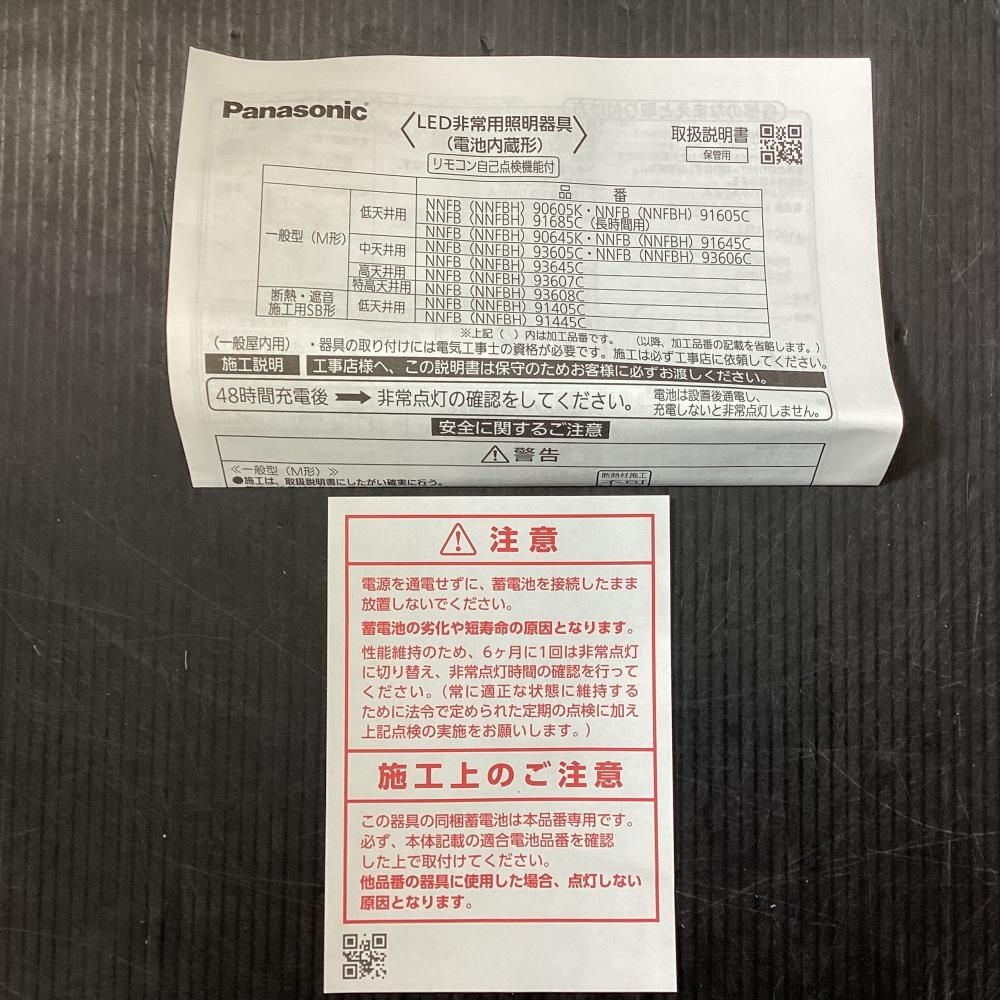 Panasonic
〈LED非常用照明器具
(電池内蔵形)〉
リモコン自己点検機能付
取扱説明書
保管用
品 番
一般型(M形)
低天井用
NNFB(NNFBH)90605K・NNFB(NNFBH)91605C
NNFB(NNFBH)91685C(長時間用)
NNFB(NNFBH)90645K・NNFB(NNFBH)91645C
中天井用
NNFB(NNFBH)93605C・NNFB(NNFBH)93606C
NNFB(NNFBH)93645C
高天井用
NNFB(NNFBH)93607C
特高天井用
NNFB(NNFBH)93608C
断熱・遮音
施工用SB形
低天井用
NNFB(NNFBH)91405C
NNFB(NNFBH)91445C
※上記( )内は加工品番です。(以降、加工品番の記載を省略します。)
(一般屋内用)・器具の取り付けには電気工事士の資格が必要です。施工は必ず工事店に依頼してください。
施工説明 工事店様へ、この説明書は保守のためお客様に必ずお渡しください。
48時間充電後 ➡ 非常点灯の確認をしてください。
電池は設置後通電し、
充電しないと非常点灯しません。
安全に関するご注意
⚠警告
≪一般型(M形)≫
●施工は、取扱説明書にしたがい確実に行う。
断熱材施工
不可
⚠ 注意
電源を通電せずに、蓄電池を接続したまま
放置しないでください。
蓄電池の劣化や短寿命の原因となります。
性能維持のため、6ヶ月に1回は非常点灯
に切り替え、非常点灯時間の確認を行って
ください。(常に適正な状態に維持する
ために法令で定められた定期の点検に加え
上記点検の実施をお願いします。)
施工上のご注意
この器具の同梱蓄電池は本品番専用です。
必ず、本体記載の適合電池品番を確認
した上で取付けてください。
他品番の器具に使用した場合、点灯しない
原因となります。